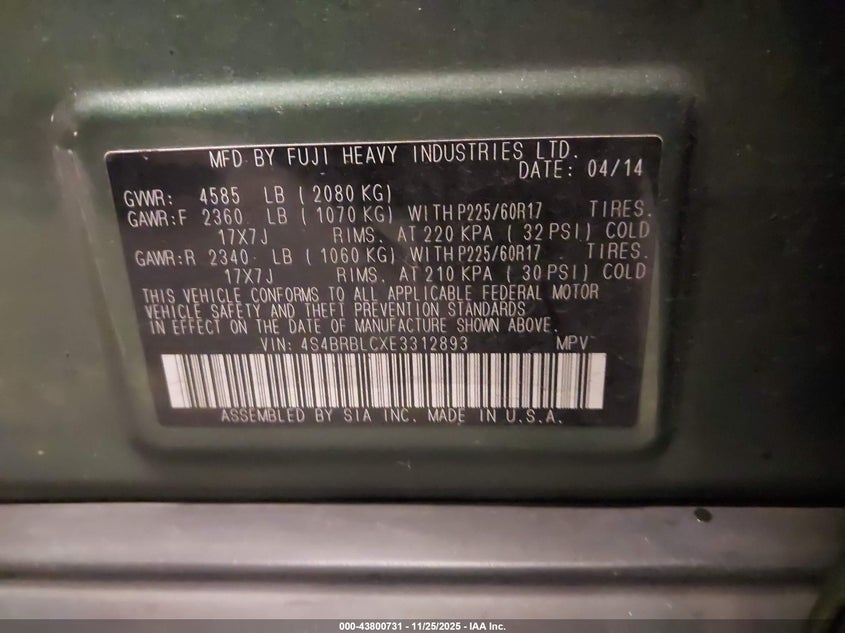 MFD BY FUJI HEAVY INDUSTRIES LTD.
DATE: 04/14
GVWR: 4585 LB (2080 KG)
GAWR:F 2360 LB (1070 KG) WITH P225/60R17 TIRES.
17X7J RIMS. AT 220 KPA (32 PSI) COLD
GAWR:R 2340 LB (1060 KG) WITH P225/60R17 TIRES.
17X7J RIMS. AT 210 KPA (30 PSI) COLD
THIS VEHICLE CONFORMS TO ALL APPLICABLE FEDERAL MOTOR
VEHICLE SAFETY AND THEFT PREVENTION STANDARDS
IN EFFECT ON THE DATE OF MANUFACTURE SHOWN ABOVE.
VIN: 4S4BRBLCXE3312893 MPV
ASSEMBLED BY SIA INC. MADE IN U.S.A.
000-43800731 - 11/25/2025 - IAA Inc.